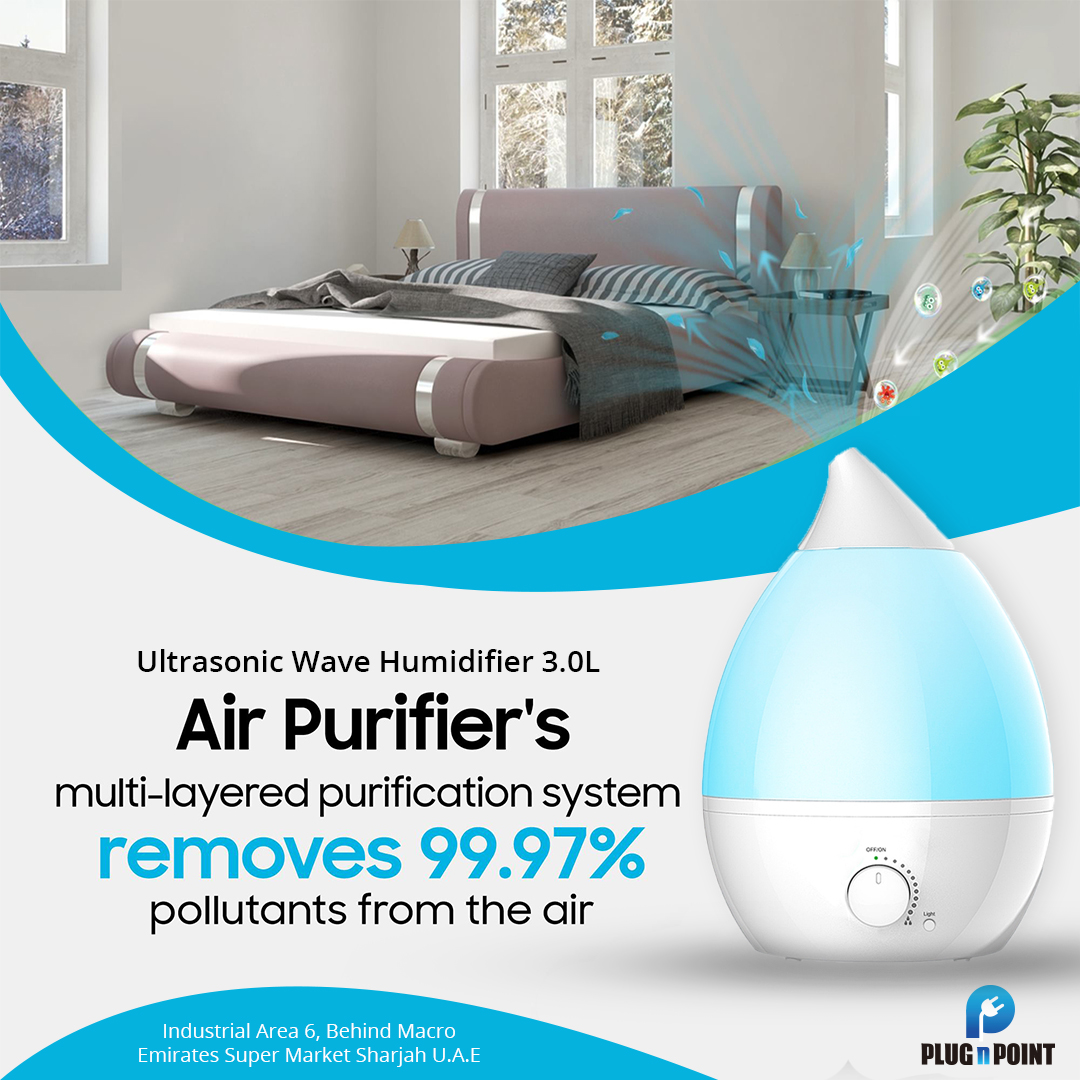 Ultrasonic Wave Humidifier 3.0L
Air Purifier's
multi-layered purification system
removes 99.97%
pollutants from the air
OFF/ON
Light
Industrial Area 6, Behind Macro
Emirates Super Market Sharjah U.A.E
PLUG n POINT